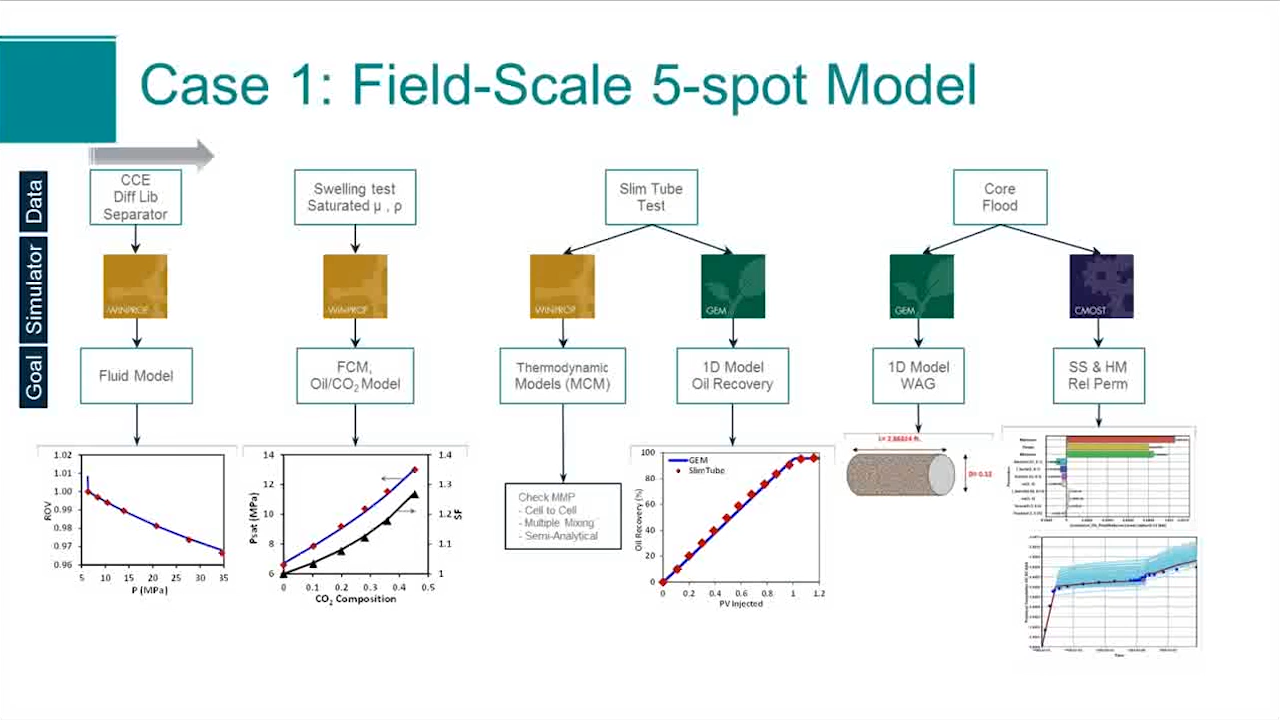 Case 1: Field-Scale 5-spot Model
Data
Simulator
Goal
CCE
Diff Lib
Separator
Swelling test
Saturated µ , ρ
Slim Tube
Test
Core
Flood
WINPROP
WINPROP
WINPROP
GEM
GEM
CMOST
Fluid Model
FCM,
Oil/CO₂ Model
Thermodynamic
Models (MCM)
1D Model
Oil Recovery
1D Model
WAG
SS & HM
Rel Perm
1.02
1.01
1.00
0.99
0.98
0.97
0.96
ROV
5 10 15 20 25 30 35
P (MPa)
14
12
10
8
6
Psat (MPa)
1.4
1.3
1.2
1.1
1
SF
0 0.1 0.2 0.3 0.4 0.5
CO₂ Composition
Check MMP
- Cell to Cell
- Multiple Mixing
- Semi-Analytical
100
80
60
40
20
0
Oil Recovery (%)
GEM
SlimTube
0 0.2 0.4 0.6 0.8 1 1.2
PV Injected